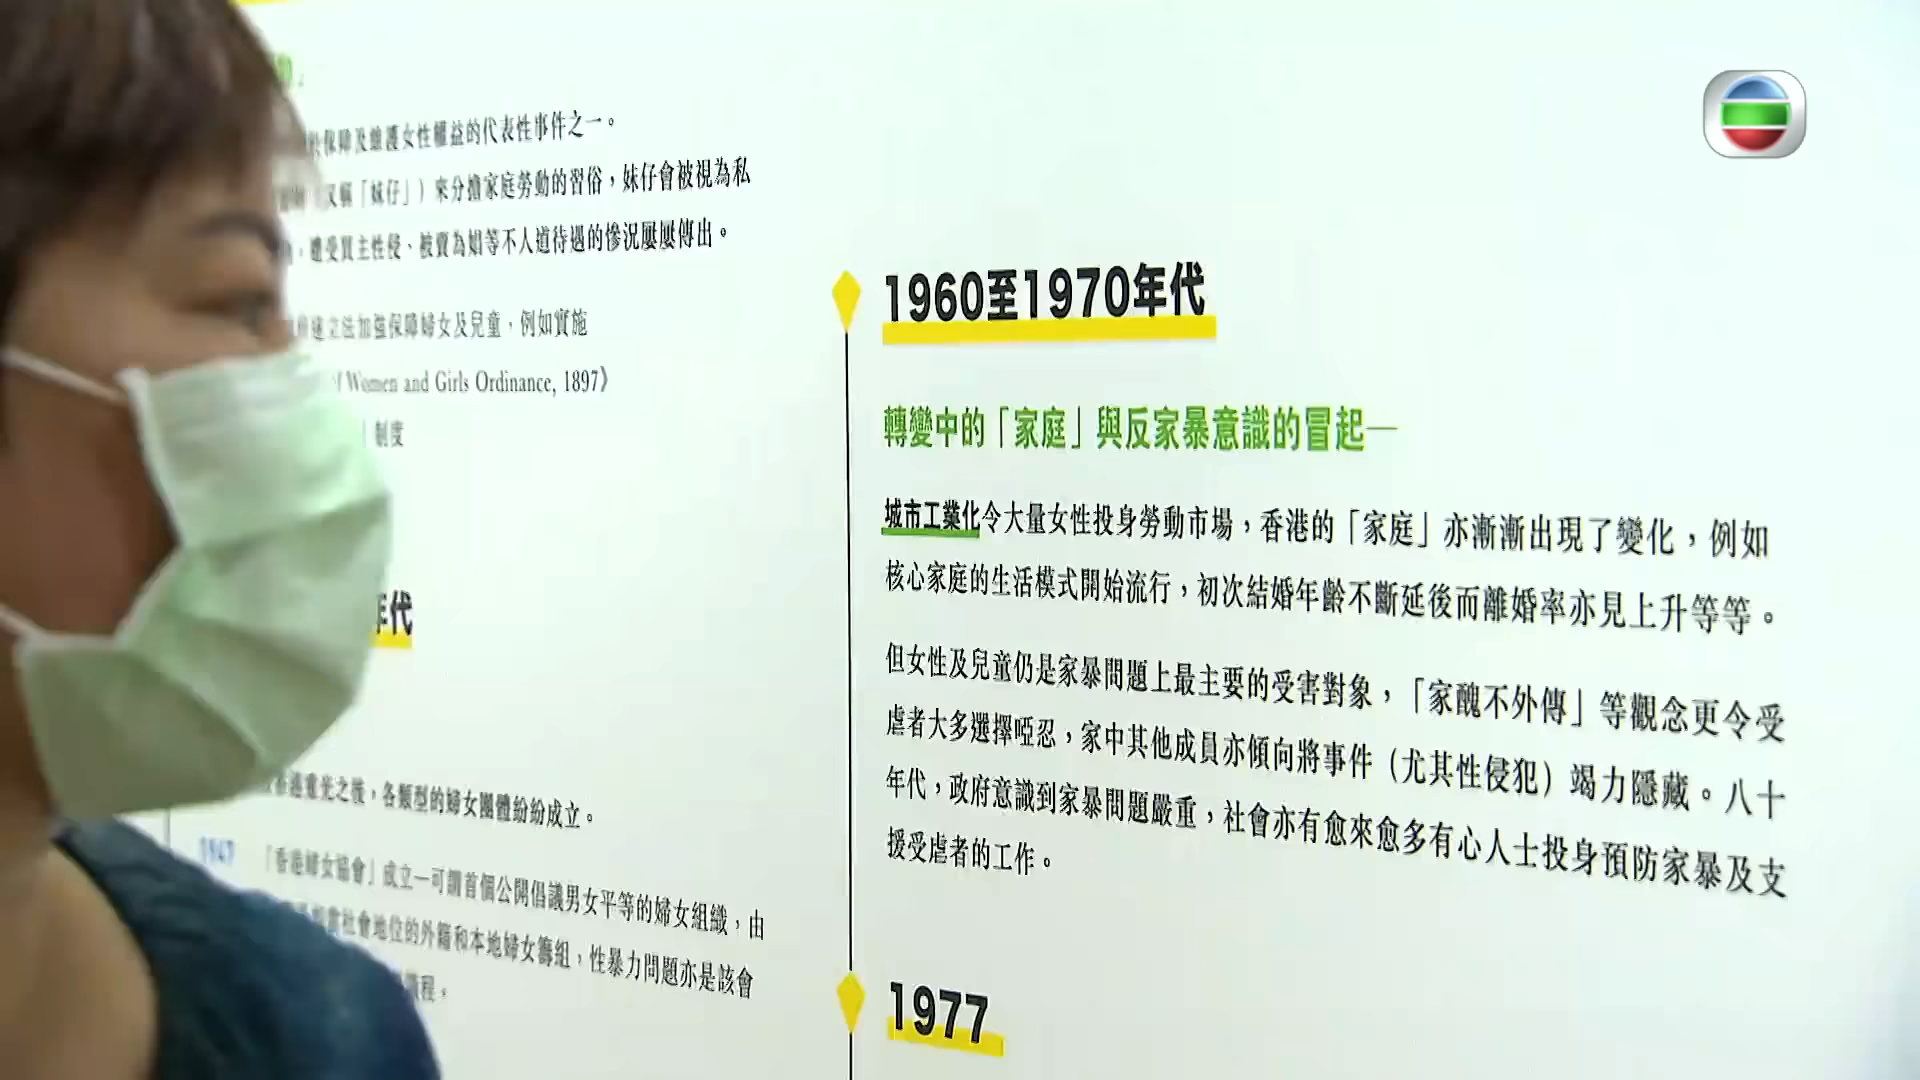 保障及維護女性權益的代表性事件之一。
又稱「妹仔」）來分擔家庭勞動的習俗，妹仔會被視為私
，遭受買主性侵、被賣為娼等不人道待遇的慘況屢屢傳出。
立法加強保障婦女及兒童，例如實施
of Women and Girls Ordinance, 1897》
制度
年代
重光之後，各類型的婦女團體紛紛成立。
1947
「香港婦女協會」成立—可謂首個公開倡議男女平等的婦女組織，由
社會地位的外籍和本地婦女籌組，性暴力問題亦是該會
議程。
1960至1970年代
轉變中的「家庭」與反家暴意識的冒起—
城市工業化令大量女性投身勞動市場，香港的「家庭」亦漸漸出現了變化，例如
核心家庭的生活模式開始流行，初次結婚年齡不斷延後而離婚率亦見上升等等。
但女性及兒童仍是家暴問題上最主要的受害對象，「家醜不外傳」等觀念更令受
虐者大多選擇啞忍，家中其他成員亦傾向將事件（尤其性侵犯）竭力隱藏。八十
年代，政府意識到家暴問題嚴重，社會亦有愈來愈多有心人士投身預防家暴及支
援受虐者的工作。
1977